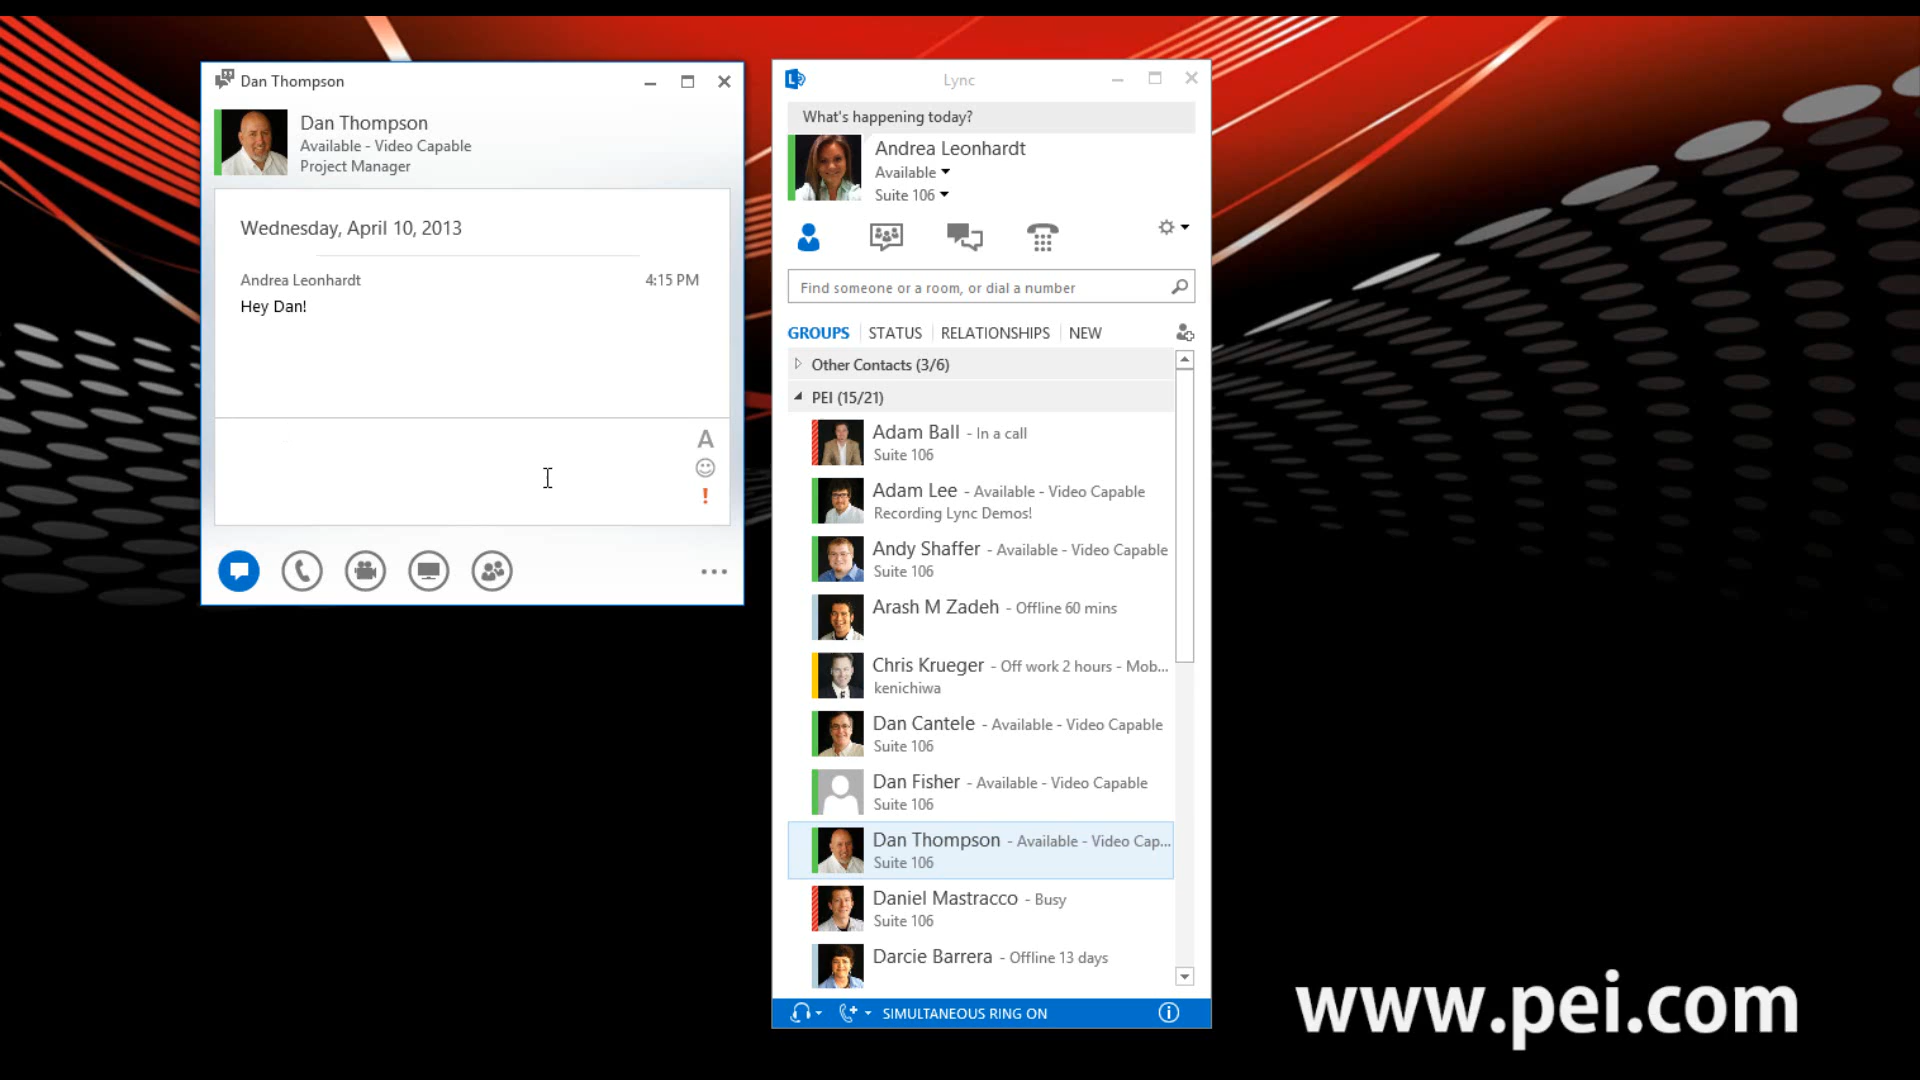 Dan Thompson
Dan Thompson
Available - Video Capable
Project Manager
Wednesday, April 10, 2013
Andrea Leonhardt 4:15 PM
Hey Dan!
A
!
Lync
What's happening today?
Andrea Leonhardt
Available
Suite 106
Find someone or a room, or dial a number
GROUPS STATUS RELATIONSHIPS NEW
Other Contacts (3/6)
PEI (15/21)
Adam Ball - In a call
Suite 106
Adam Lee - Available - Video Capable
Recording Lync Demos!
Andy Shaffer - Available - Video Capable
Suite 106
Arash M Zadeh - Offline 60 mins
Chris Krueger - Off work 2 hours - Mob...
kenichiwa
Dan Cantele - Available - Video Capable
Suite 106
Dan Fisher - Available - Video Capable
Suite 106
Dan Thompson - Available - Video Cap...
Suite 106
Daniel Mastracco - Busy
Suite 106
Darcie Barrera - Offline 13 days
SIMULTANEOUS RING ON
www.pei.com